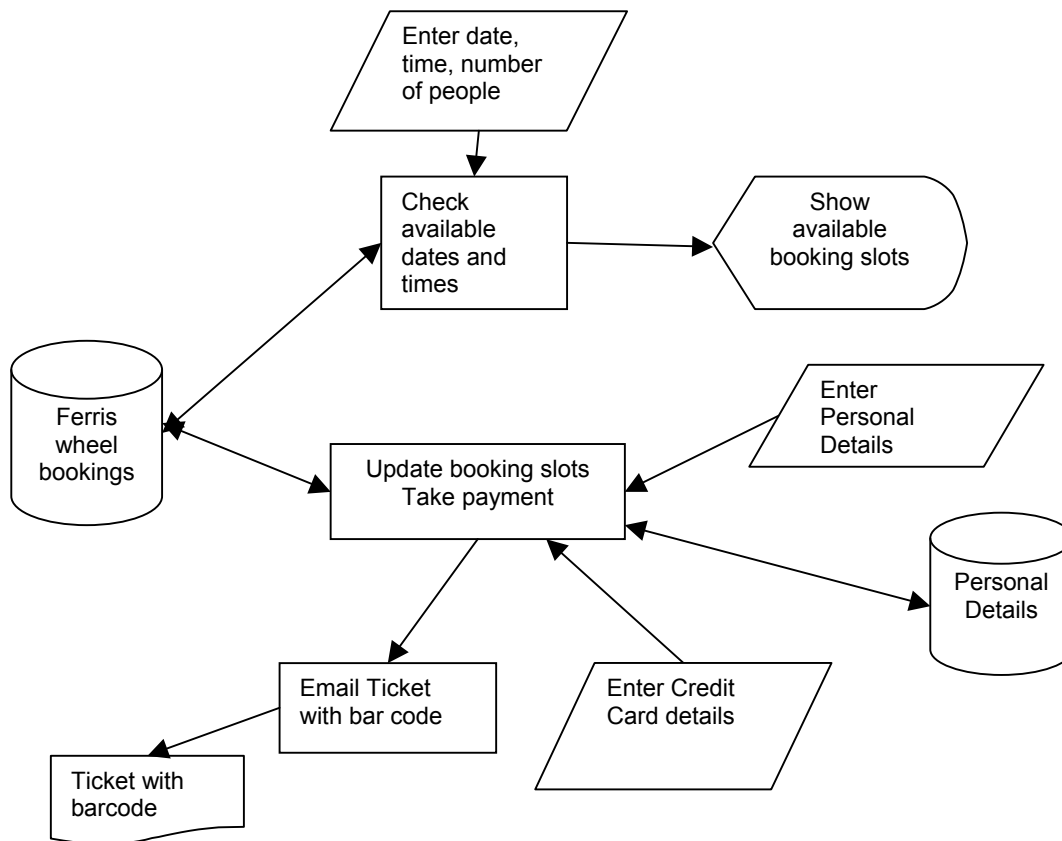 Enter date,
time, number
of people
Check
available
dates and
times
Show
available
booking slots
Ferris
wheel
bookings
Enter
Personal
Details
Update booking slots
Take payment
Personal
Details
Email Ticket
with bar code
Enter Credit
Card details
Ticket with
barcode